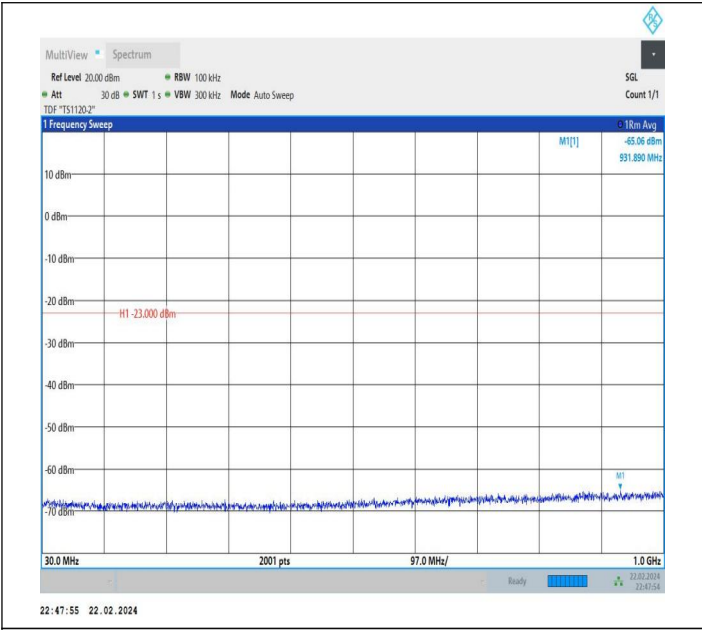 R S
MultiView Spectrum
Ref Level 20.00 dBm RBW 100 kHz SGL
Att 30 dB SWT 1 s VBW 300 kHz Mode Auto Sweep Count 1/1
TDF "TS1120-2"
1 Frequency Sweep 1Rm Avg
M1[1] -65.06 dBm
931.890 MHz
10 dBm
0 dBm
-10 dBm
-20 dBm
H1 -23.000 dBm
-30 dBm
-40 dBm
-50 dBm
-60 dBm
M1
-70 dBm
30.0 MHz 2001 pts 97.0 MHz/ 1.0 GHz
Ready 22.02.2024
22:47:54
22:47:55 22.02.2024